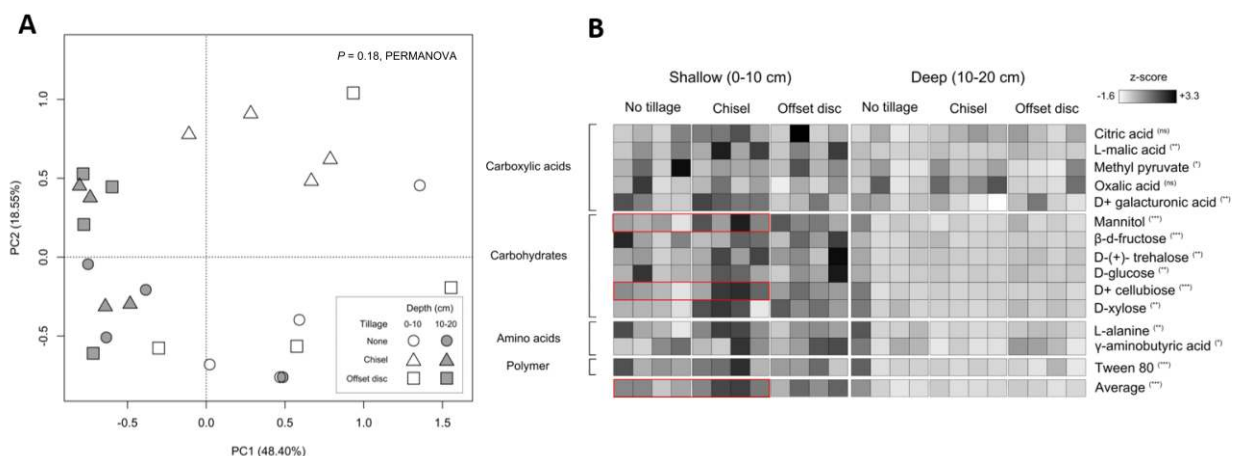 A
P = 0.18, PERMANOVA
1.0
0.5
0.0
-0.5
PC2 (18.55%)
-0.5 0.0 0.5 1.0 1.5
PC1 (48.40%)
Depth (cm)
Tillage 0-10 10-20
None
Chisel
Offset disc
B
Shallow (0-10 cm) Deep (10-20 cm)
z-score
-1.6 +3.3
No tillage Chisel Offset disc No tillage Chisel Offset disc
Carboxylic acids
Carbohydrates
Amino acids
Polymer
Citric acid (ns)
L-malic acid (**)
Methyl pyruvate (*)
Oxalic acid (ns)
D+ galacturonic acid (**)
Mannitol (***)
β-d-fructose (***)
D-(+)- trehalose (**)
D-glucose (**)
D+ cellubiose (***)
D-xylose (**)
L-alanine (**)
γ-aminobutyric acid (*)
Tween 80 (***)
Average (***)